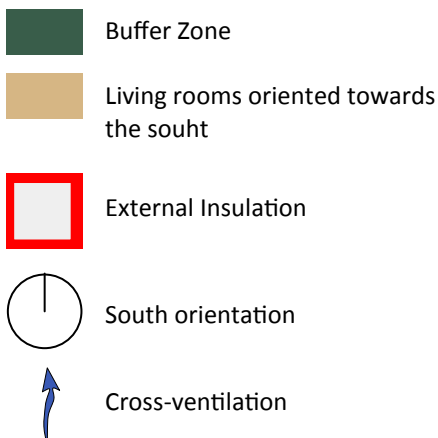 Buffer Zone
Living rooms oriented towards
the souht
External Insulation
South orientation
Cross-ventilation